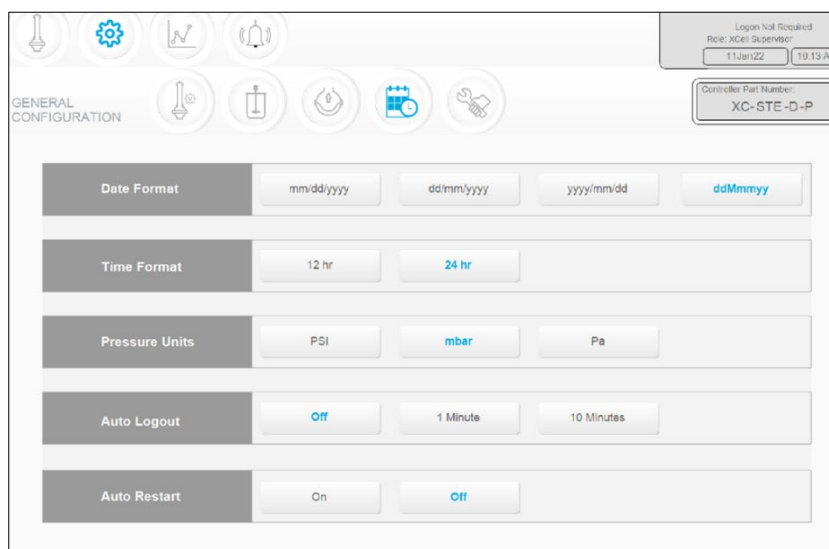 Logon Not Required
Role: XCell Supervisor
11Jan22 10:13 A
GENERAL
CONFIGURATION
Controller Part Number:
XC-STE-D-P
Date Format mm/dd/yyyy dd/mm/yyyy yyyy/mm/dd ddMmmyy
Time Format 12 hr 24 hr
Pressure Units PSI mbar Pa
Auto Logout Off 1 Minute 10 Minutes
Auto Restart On Off